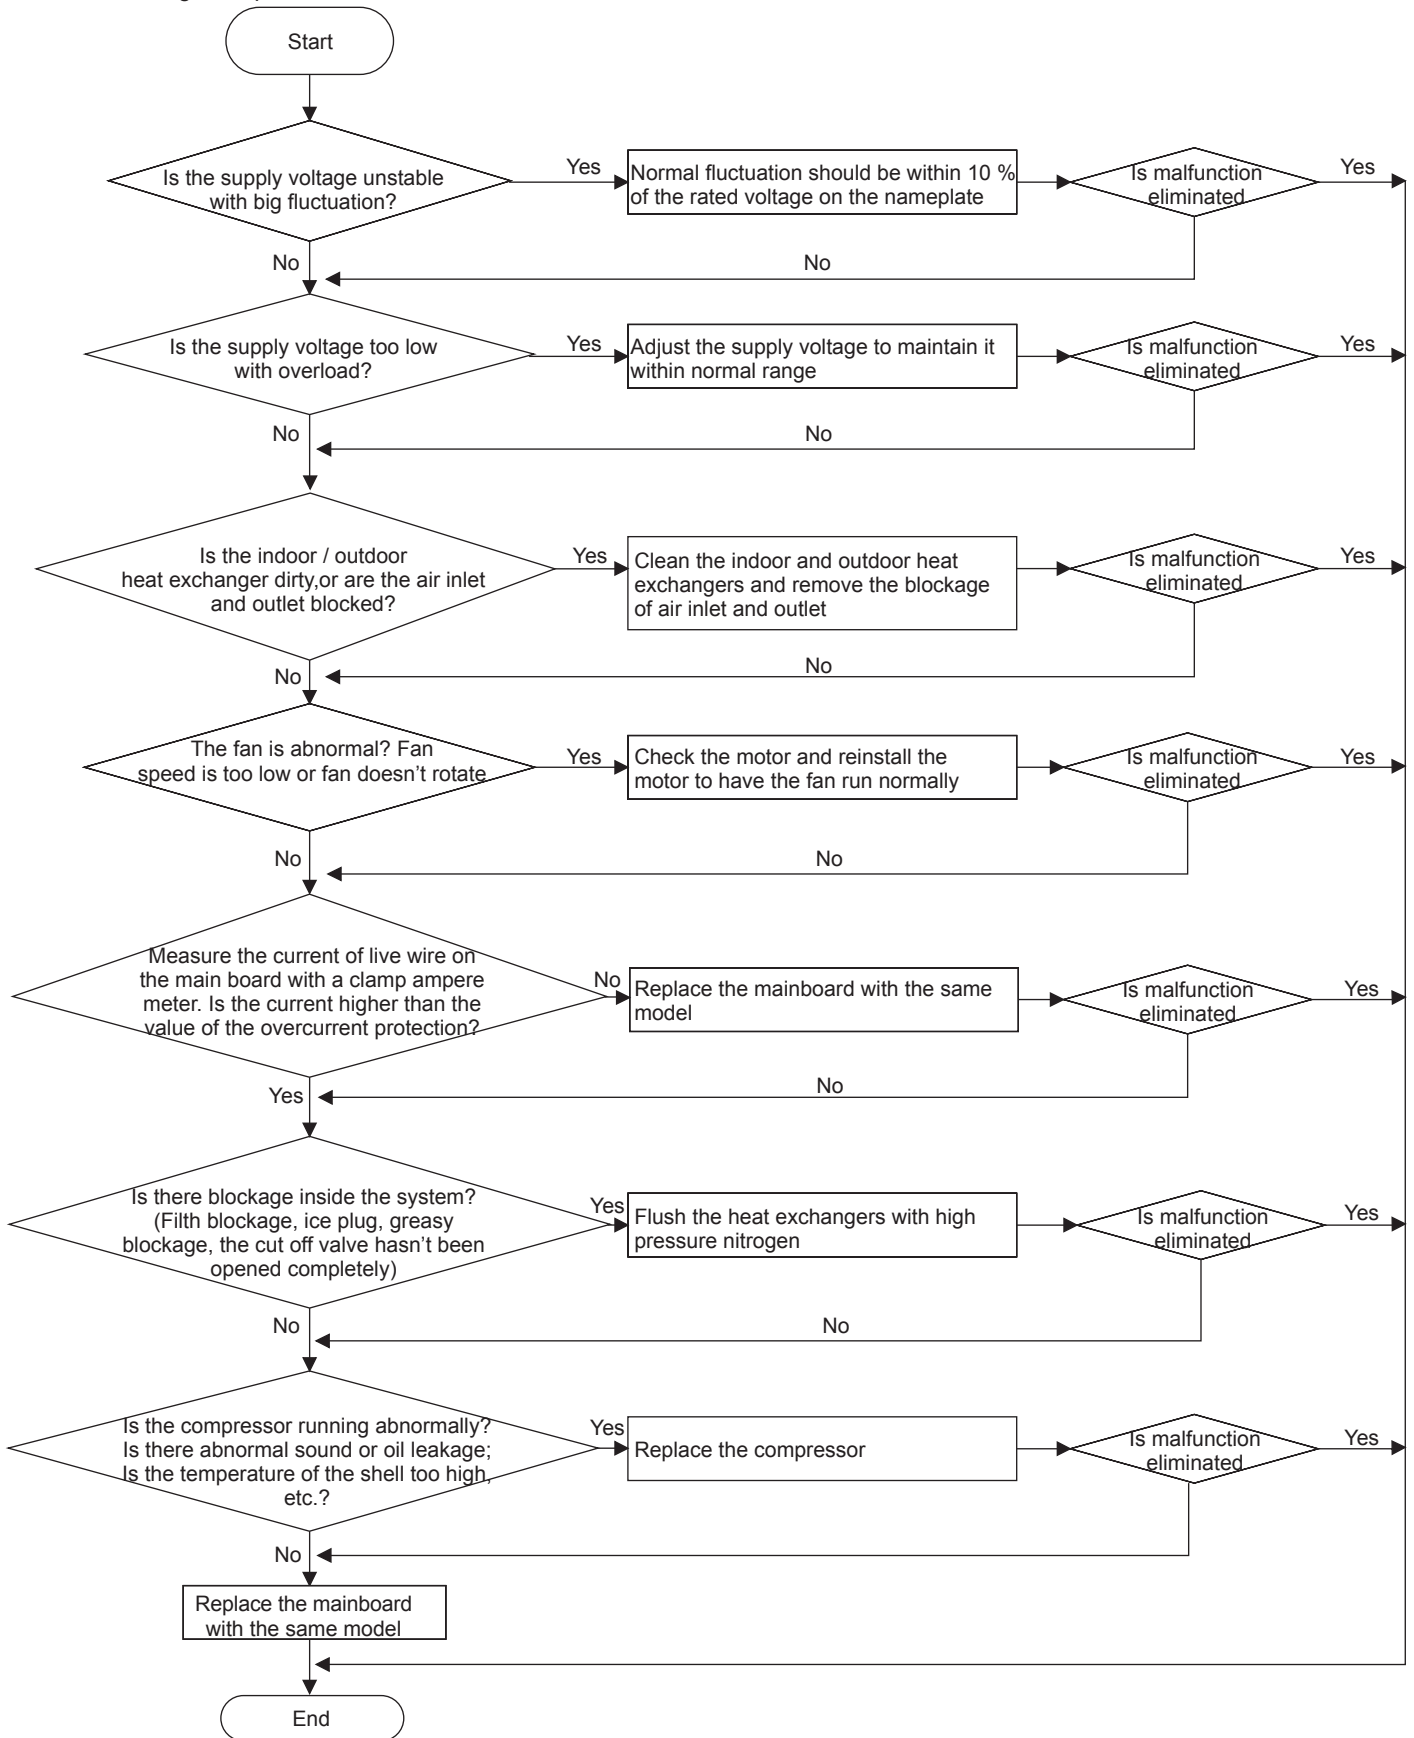 Start
Is the supply voltage unstable
with big fluctuation?
Yes
Normal fluctuation should be within 10 %
of the rated voltage on the nameplate
Is malfunction
eliminated
Yes
No
No
Is the supply voltage too low
with overload?
Yes
Adjust the supply voltage to maintain it
within normal range
Is malfunction
eliminated
Yes
No
No
Is the indoor / outdoor
heat exchanger dirty,or are the air inlet
and outlet blocked?
Yes
Clean the indoor and outdoor heat
exchangers and remove the blockage
of air inlet and outlet
Is malfunction
eliminated
Yes
No
No
The fan is abnormal? Fan
speed is too low or fan doesn't rotate
Yes
Check the motor and reinstall the
motor to have the fan run normally
Is malfunction
eliminated
Yes
No
No
Measure the current of live wire on
the main board with a clamp ampere
meter. Is the current higher than the
value of the overcurrent protection?
No
Replace the mainboard with the same
model
Is malfunction
eliminated
Yes
Yes
No
Is there blockage inside the system?
(Filth blockage, ice plug, greasy
blockage, the cut off valve hasn't been
opened completely)
Yes
Flush the heat exchangers with high
pressure nitrogen
Is malfunction
eliminated
Yes
No
No
Is the compressor running abnormally?
Is there abnormal sound or oil leakage;
Is the temperature of the shell too high,
etc.?
Yes
Replace the compressor
Is malfunction
eliminated
Yes
No
Replace the mainboard
with the same model
End